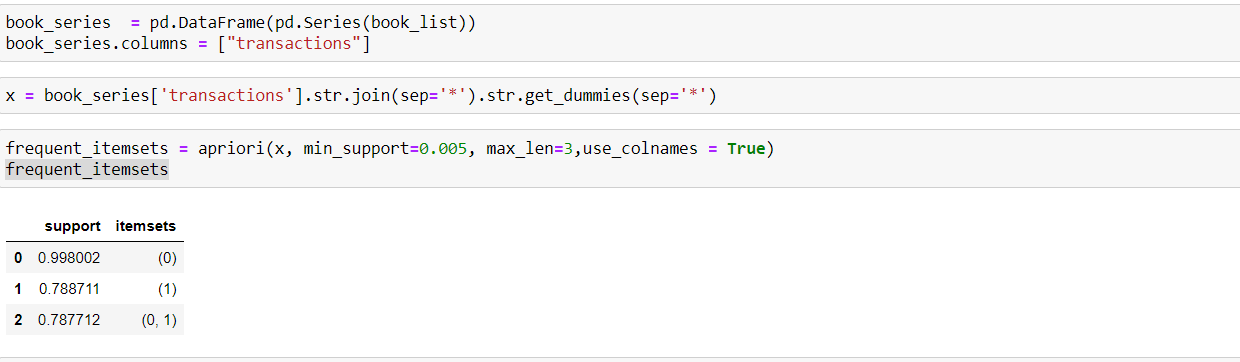 book_series  = pd.DataFrame(pd.Series(book_list))
book_series.columns = ["transactions"]
x = book_series['transactions'].str.join(sep='*').str.get_dummies(sep='*')
frequent_itemsets = apriori(x, min_support=0.005, max_len=3,use_colnames = True)
frequent_itemsets
support itemsets
0 0.998002 (0)
1 0.788711 (1)
2 0.787712 (0, 1)